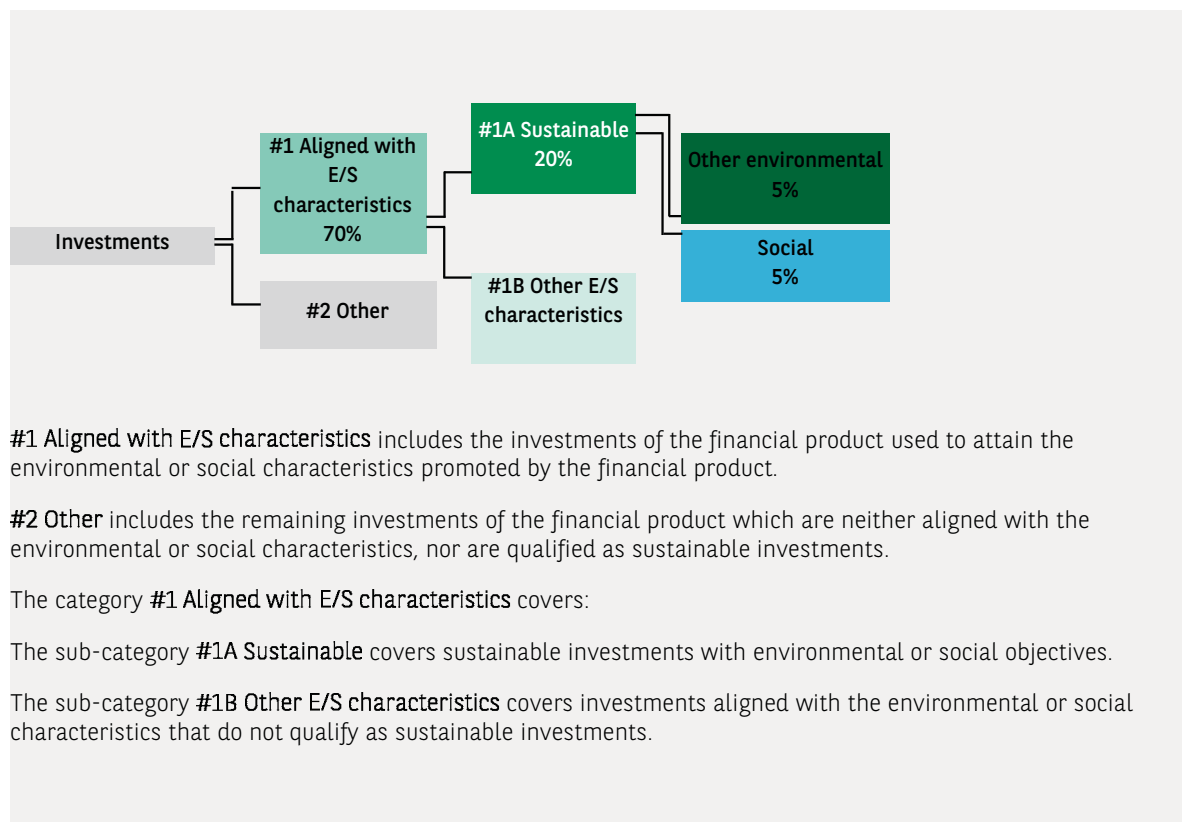 Investments
#1 Aligned with
E/S
characteristics
70%
#2 Other
#1A Sustainable
20%
#1B Other E/S
characteristics
Other environmental
5%
Social
5%
#1 Aligned with E/S characteristics includes the investments of the financial product used to attain the
environmental or social characteristics promoted by the financial product.
#2 Other includes the remaining investments of the financial product which are neither aligned with the
environmental or social characteristics, nor are qualified as sustainable investments.
The category #1 Aligned with E/S characteristics covers:
The sub-category #1A Sustainable covers sustainable investments with environmental or social objectives.
The sub-category #1B Other E/S characteristics covers investments aligned with the environmental or social
characteristics that do not qualify as sustainable investments.